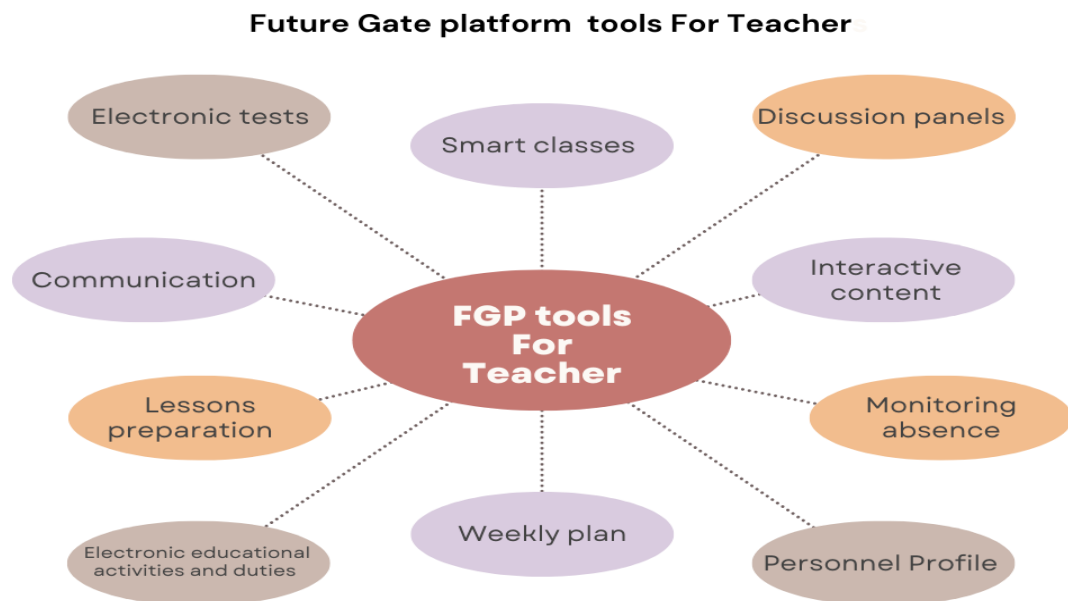 Future Gate platform tools For Teachers
Electronic tests
Smart classes
Discussion panels
Communication
Interactive
content
FGP tools
For
Teacher
Lessons
preparation
Monitoring
absence
Electronic educational
activities and duties
Weekly plan
Personnel Profile